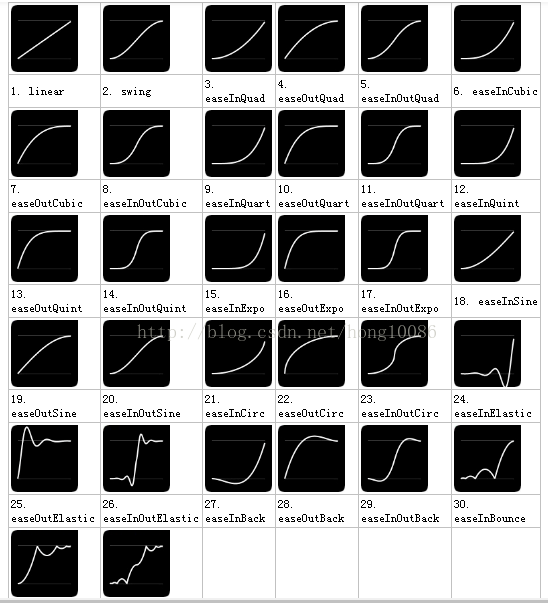 1. linear
2. swing
3.
easeInQuad
4.
easeOutQuad
5.
easeInOutQuad
6. easeInCubic
7.
easeOutCubic
8.
easeInOutCubic
9.
easeInQuart
10.
easeOutQuart
11.
easeInOutQuart
12.
easeInQuint
13.
easeOutQuint
14.
easeInOutQuint
15.
easeInExpo
16.
easeOutExpo
17.
easeInOutExpo
18. easeInSine
http://blog.csdn.net/hong10086
19.
easeOutSine
20.
easeInOutSine
21.
easeInCirc
22.
easeOutCirc
23.
easeInOutCirc
24.
easeInElastic
25.
easeOutElastic
26.
easeInOutElastic
27.
easeInBack
28.
easeOutBack
29.
easeInOutBack
30.
easeInBounce